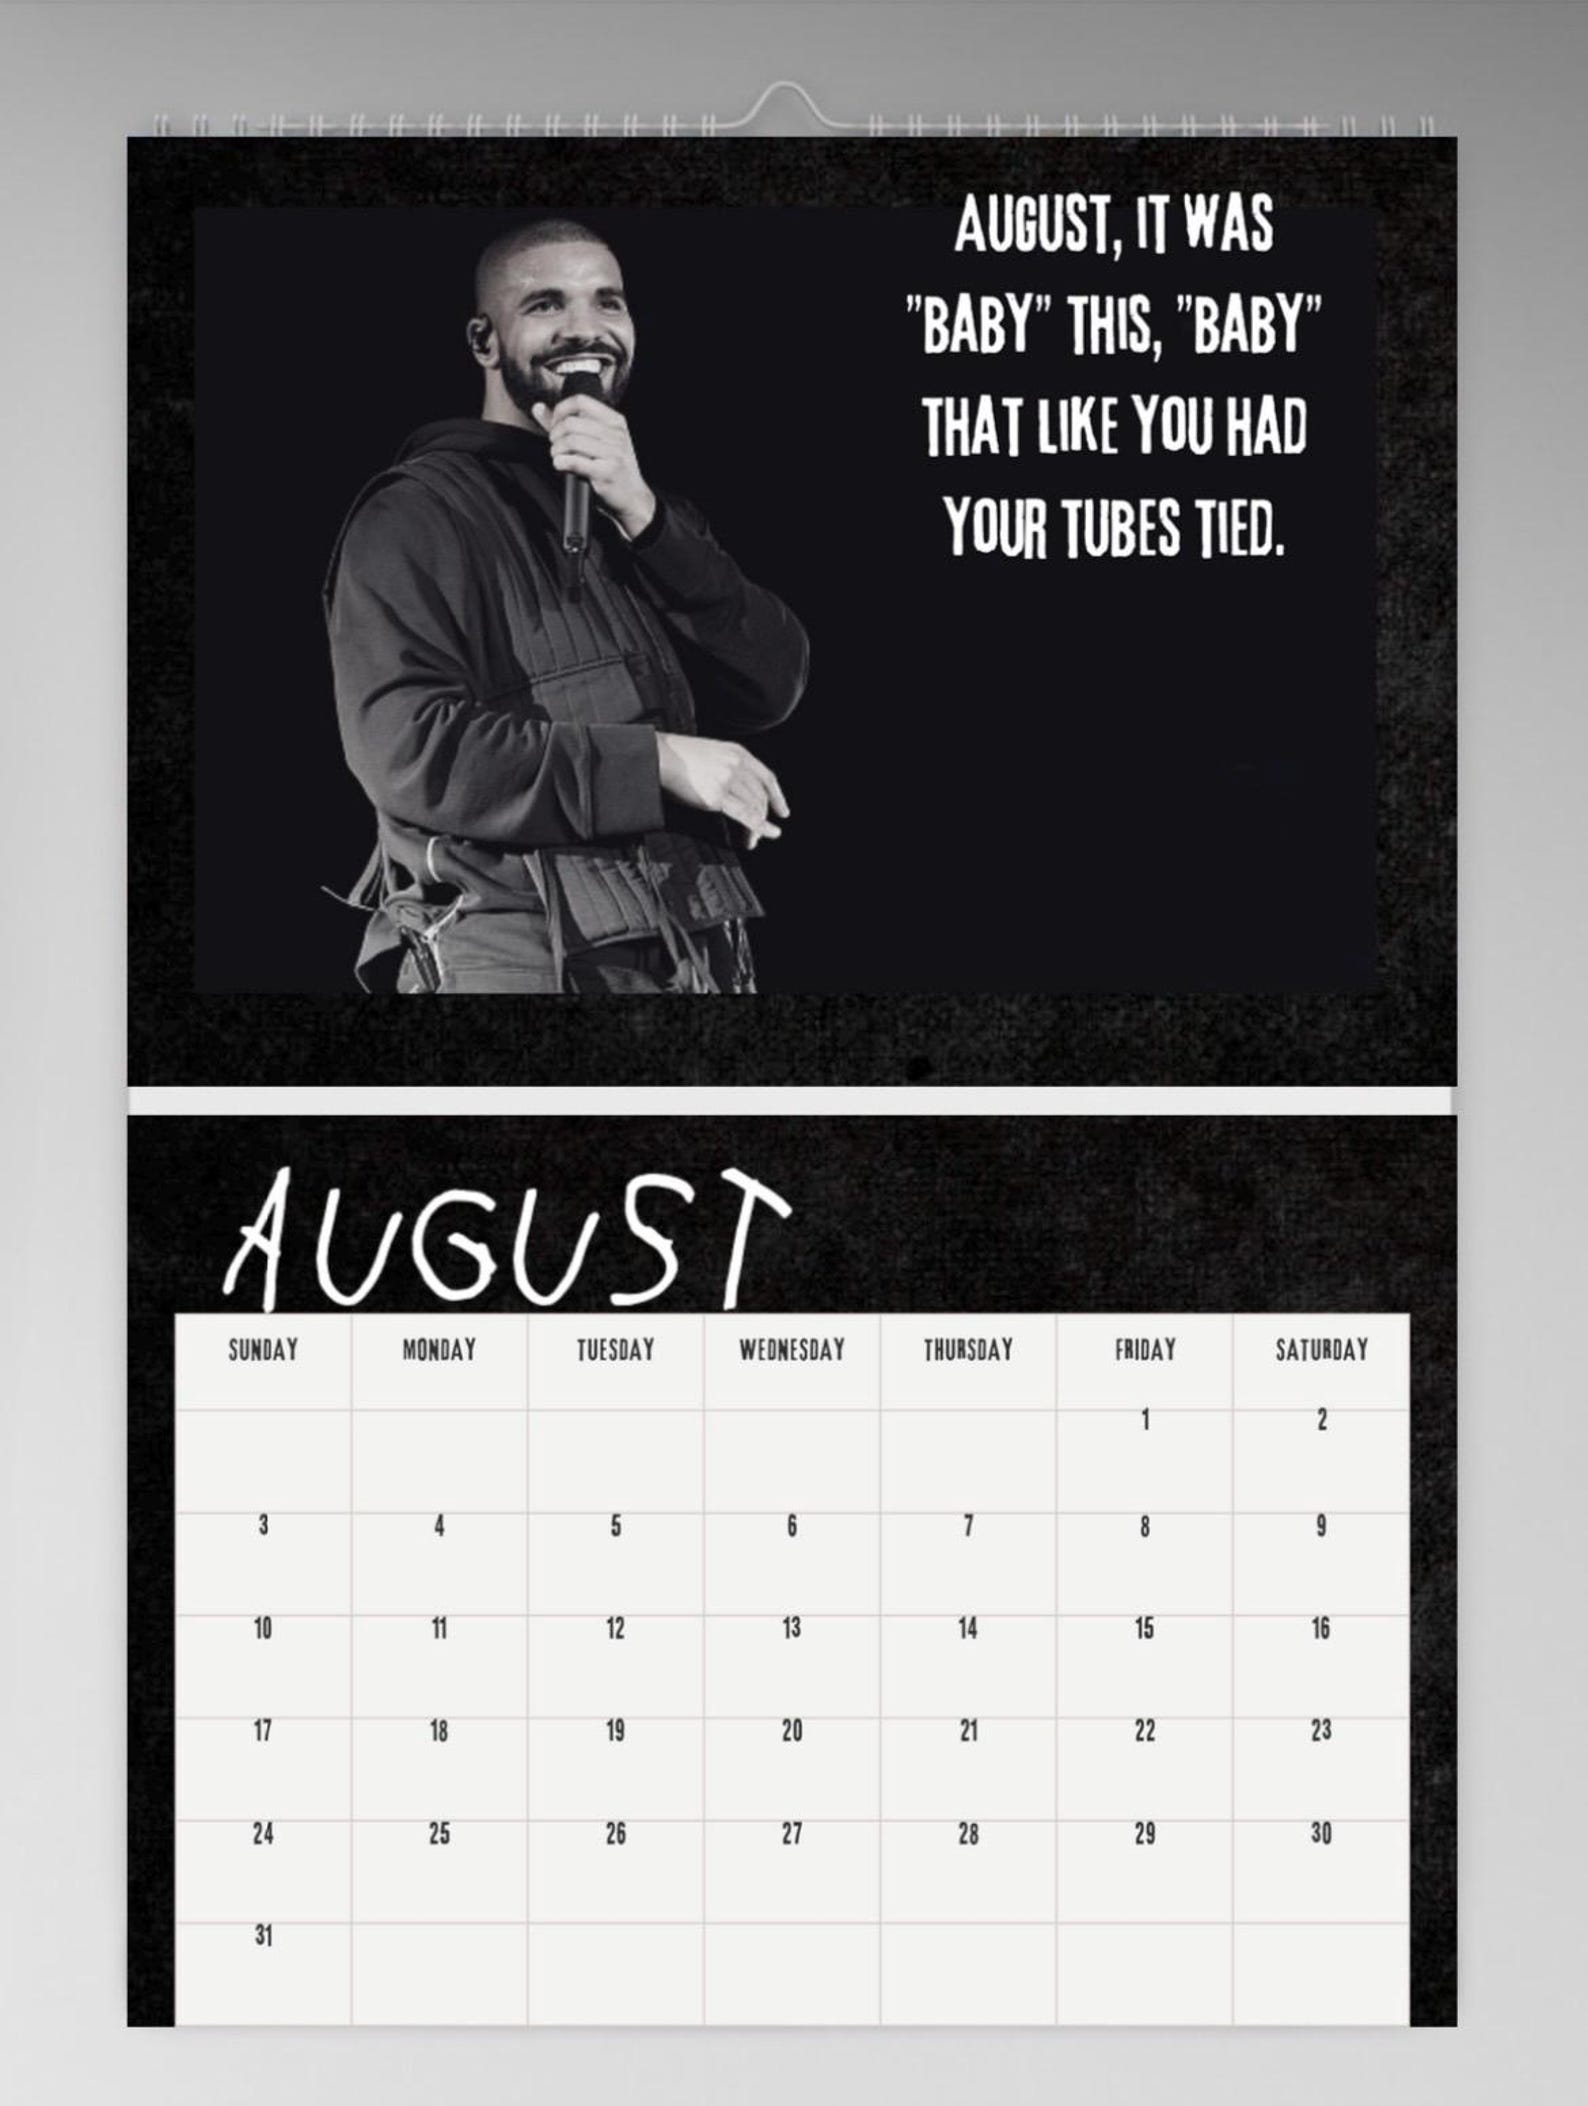 AUGUST, IT WAS
"BABY" THIS, "BABY"
THAT LIKE YOU HAD
YOUR TUBES TIED.
AUGUST
SUNDAY MONDAY TUESDAY WEDNESDAY THURSDAY FRIDAY SATURDAY
1 2
3 4 5 6 7 8 9
10 11 12 13 14 15 16
17 18 19 20 21 22 23
24 25 26 27 28 29 30
31